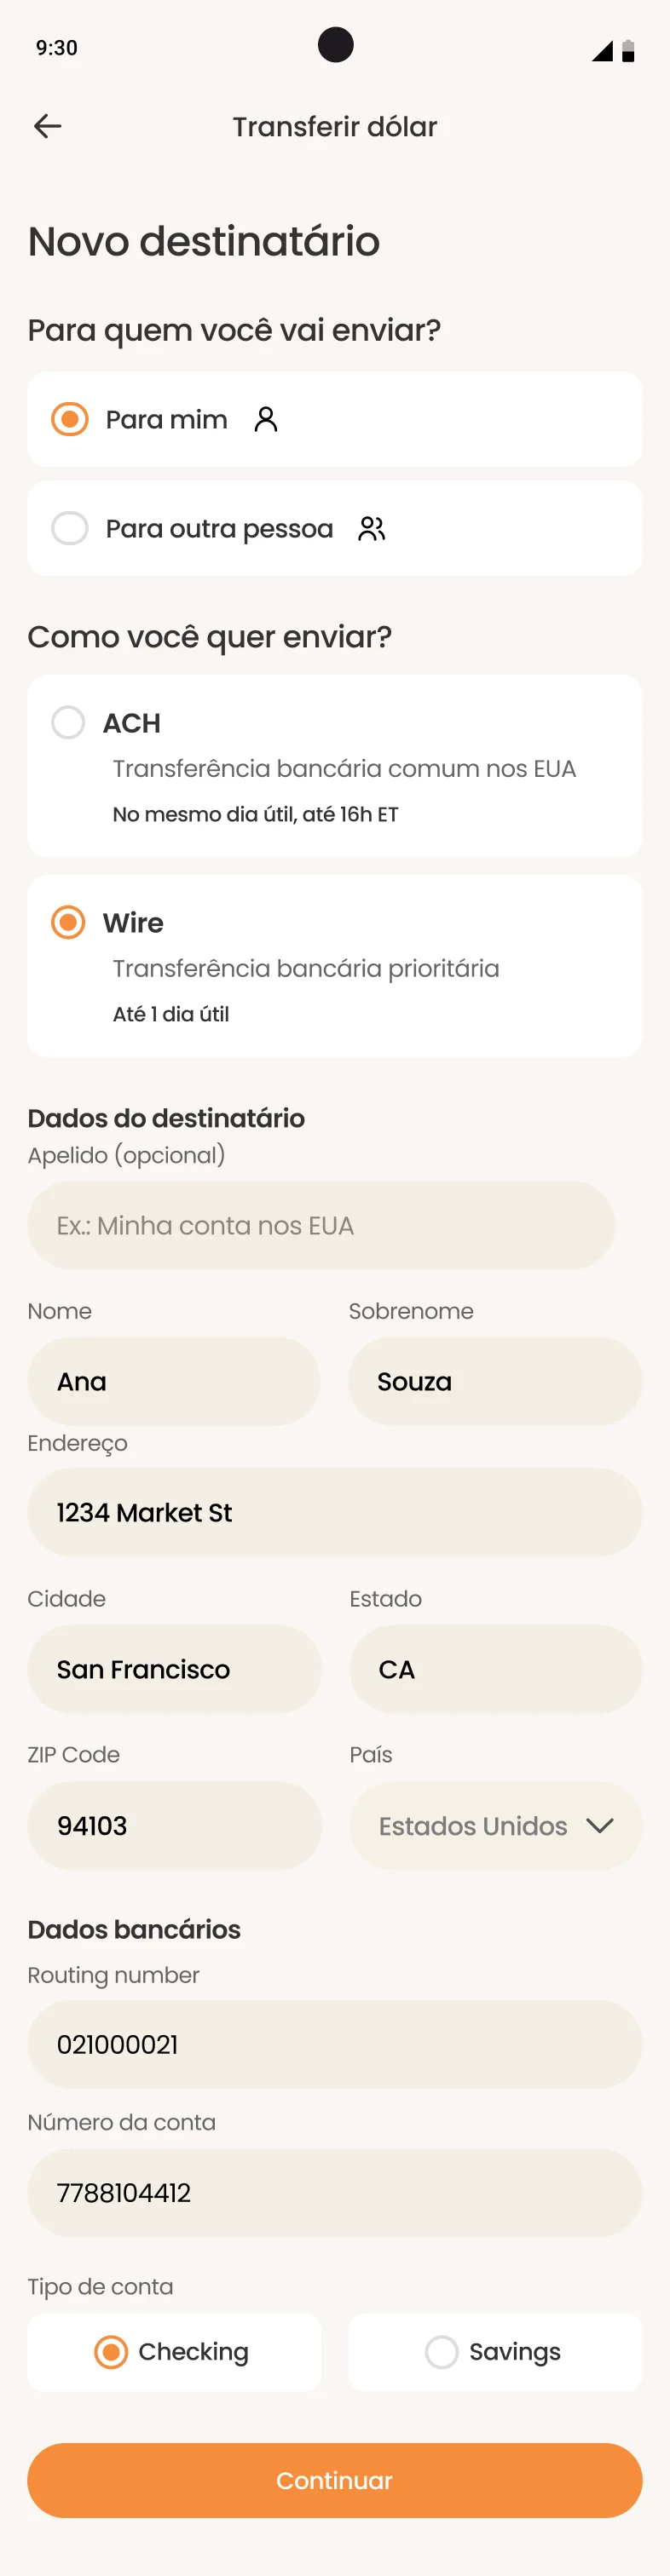 9:30
Transferir dólar
Novo destinatário
Para quem você vai enviar?
Para mim
Para outra pessoa
Como você quer enviar?
ACH
Transferência bancária comum nos EUA
No mesmo dia útil, até 16h ET
Wire
Transferência bancária prioritária
Até 1 dia útil
Dados do destinatário
Apelido (opcional)
Ex.: Minha conta nos EUA
Nome
Sobrenome
Ana
Souza
Endereço
1234 Market St
Cidade
Estado
San Francisco
CA
ZIP Code
País
94103
Estados Unidos
Dados bancários
Routing number
021000021
Número da conta
7788104412
Tipo de conta
Checking
Savings
Continuar